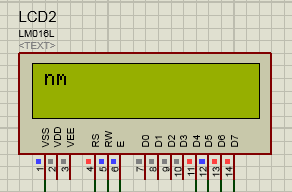 LCD2
LM016L
<TEXT>
nm
VSS VDD VEE RS RW E D0 D1 D2 D3 D4 D5 D6 D7
1 2 3 4 5 6 7 8 9 10 11 12 13 14